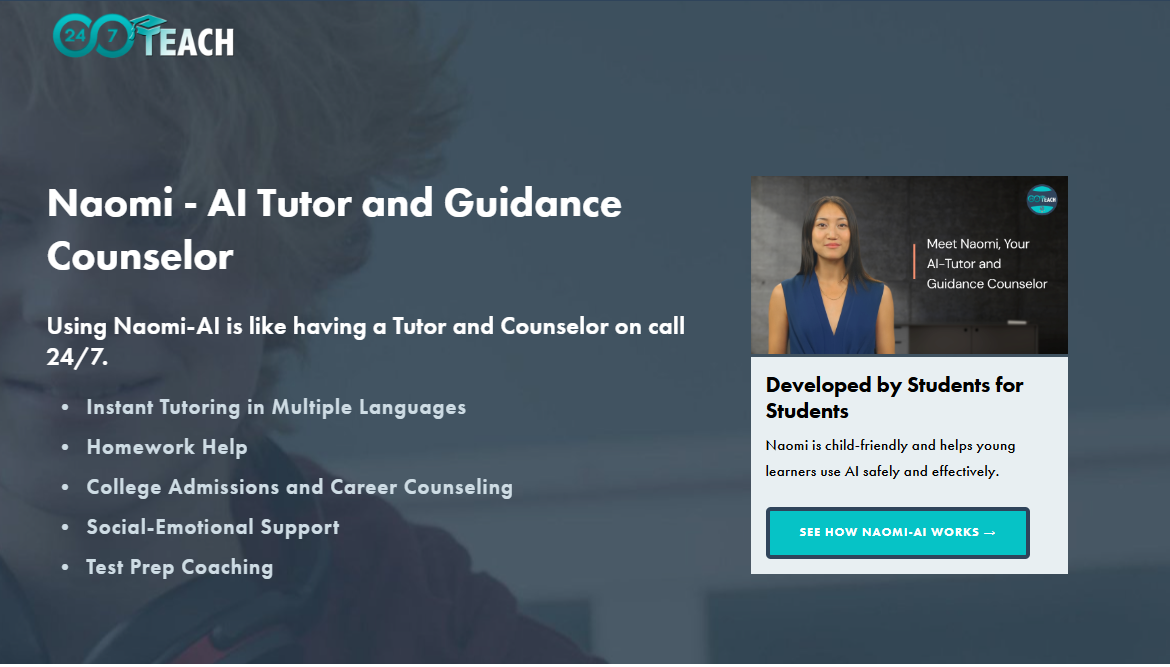 24 7 TEACH
Naomi - AI Tutor and Guidance
Counselor
Using Naomi-AI is like having a Tutor and Counselor on call
24/7.
• Instant Tutoring in Multiple Languages
• Homework Help
• College Admissions and Career Counseling
• Social-Emotional Support
• Test Prep Coaching
TEACH
Meet Naomi, Your
AI-Tutor and
Guidance Counselor
Developed by Students for
Students
Naomi is child-friendly and helps young
learners use AI safely and effectively.
SEE HOW NAOMI-AI WORKS →